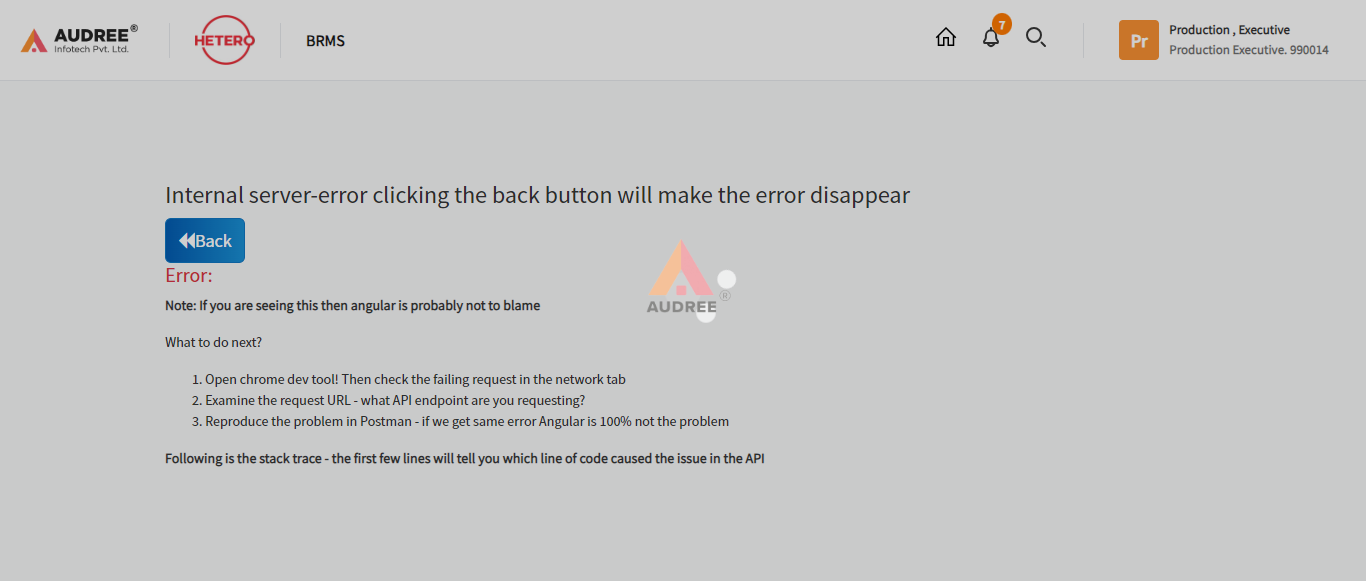 AUDREE®
Infotech Pvt. Ltd.
HETERO
BRMS
7
Pr
Production , Executive
Production Executive. 990014
Internal server-error clicking the back button will make the error disappear
Back
Error:
Note: If you are seeing this then angular is probably not to blame
AUDREE®
What to do next?
1. Open chrome dev tool! Then check the failing request in the network tab
2. Examine the request URL - what API endpoint are you requesting?
3. Reproduce the problem in Postman - if we get same error Angular is 100% not the problem
Following is the stack trace - the first few lines will tell you which line of code caused the issue in the API